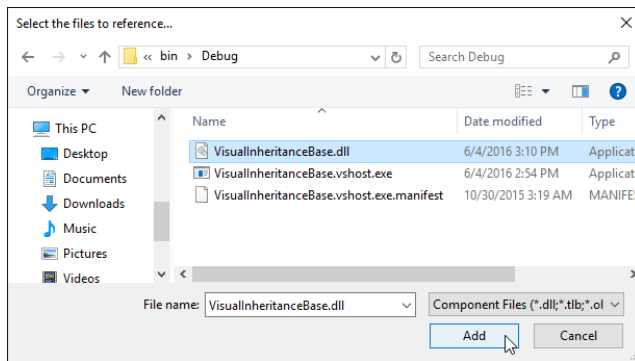 Select the files to reference...
« bin > Debug
Search Debug
Organize
New folder
Name Date modified Type
This PC
Desktop
Documents
Downloads
Music
Pictures
Videos
VisualInheritanceBase.dll 6/4/2016 3:10 PM Applicat
VisualInheritanceBase.vshost.exe 6/4/2016 2:54 PM Applicat
VisualInheritanceBase.vshost.exe.manifest 10/30/2015 3:19 AM MANIFES
File name: VisualInheritanceBase.dll Component Files (*.dll;*.tlb;*.ol
Add Cancel